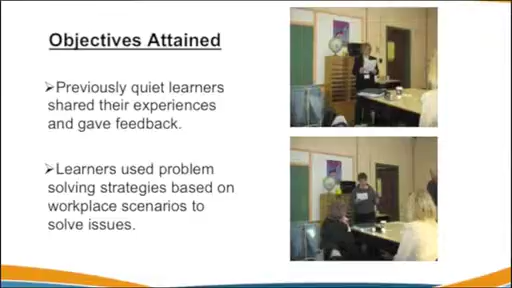 Objectives Attained
➢Previously quiet learners
shared their experiences
and gave feedback.
➢Learners used problem
solving strategies based on
workplace scenarios to
solve issues.